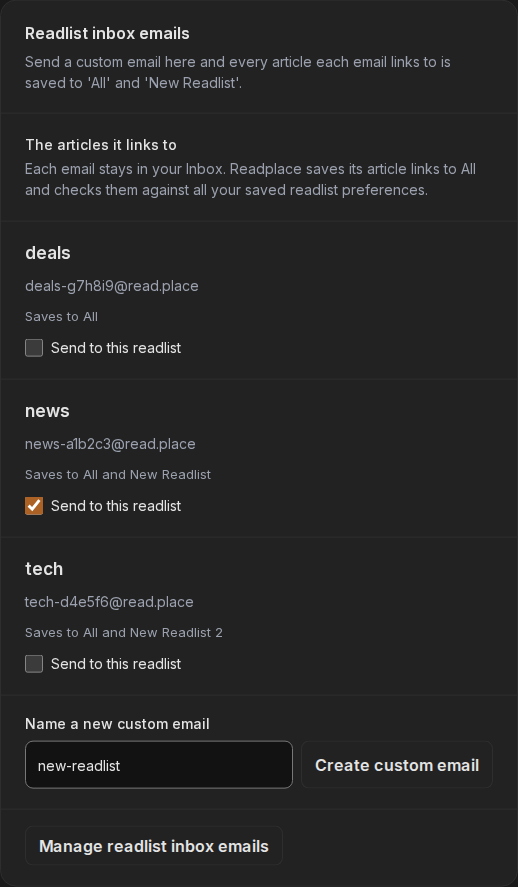 Readlist inbox emails
Send a custom email here and every article each email links to is
saved to 'All' and 'New Readlist'.
The articles it links to
Each email stays in your Inbox. Readplace saves its article links to All
and checks them against all your saved readlist preferences.
deals
deals-g7h8i9@read.place
Saves to All
Send to this readlist
news
news-a1b2c3@read.place
Saves to All and New Readlist
Send to this readlist
tech
tech-d4e5f6@read.place
Saves to All and New Readlist 2
Send to this readlist
Name a new custom email
new-readlist
Create custom email
Manage readlist inbox emails